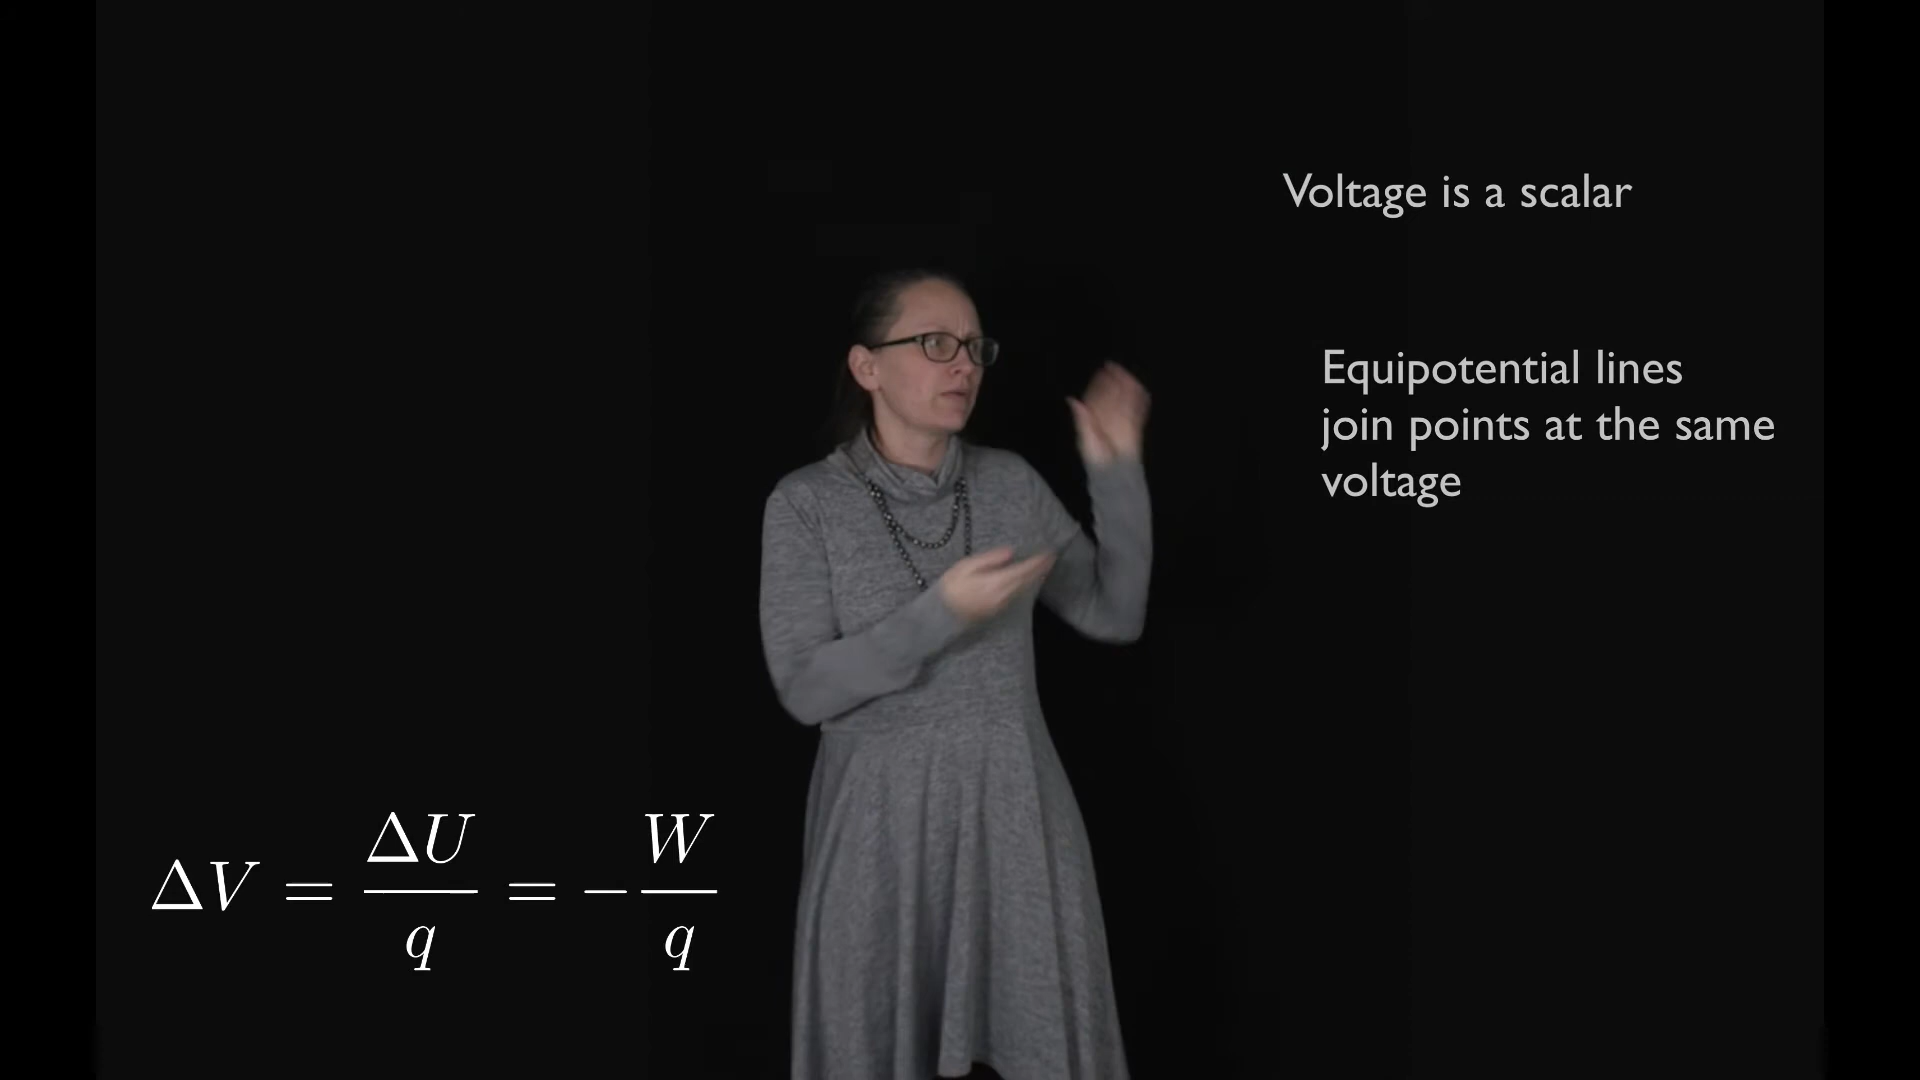 Voltage is a scalar
Equipotential lines
join points at the same
voltage
ΔV = ΔU/q = −W/q